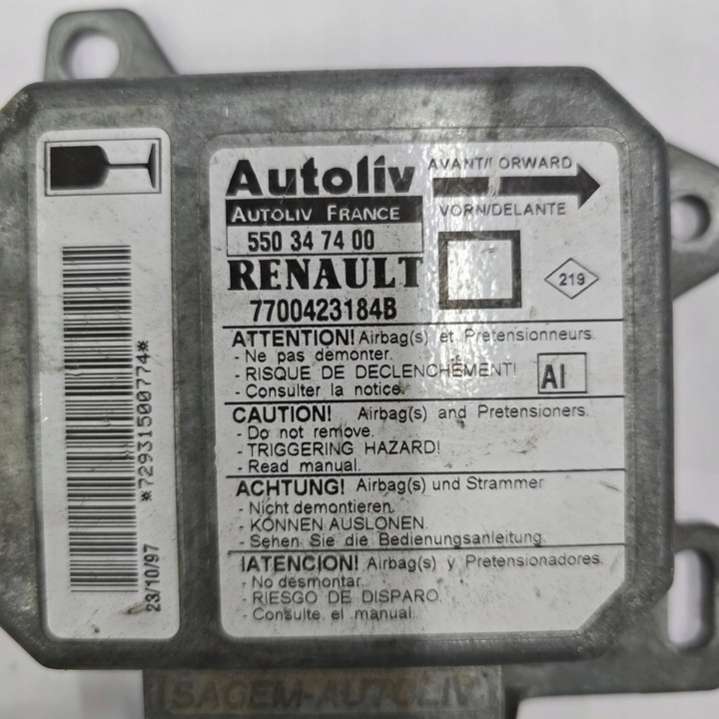 Autoliv
AUTOLIV FRANCE
550 34 74 00
RENAULT
7700423184B
AVANT/FORWARD
VORN/DELANTE
219
ATTENTION! Airbag(s) et Pretensionneurs.
- Ne pas demonter.
- RISQUE DE DECLENCHEMENT!
- Consulter la notice.
AI
CAUTION! Airbag(s) and Pretensioners.
- Do not remove.
- TRIGGERING HAZARD!
- Read manual.
ACHTUNG! Airbag(s) und Strammer
- Nicht demontieren.
- KONNEN AUSLONEN.
- Sehen Sie die Bedienungsanleitung.
¡ATENCION! Airbag(s) y Pretensionadores.
- No desmontar.
- RIESGO DE DISPARO.
- Consulte el manual.
*72931500774*
23/10/97
SAGEM-AUTOLIV